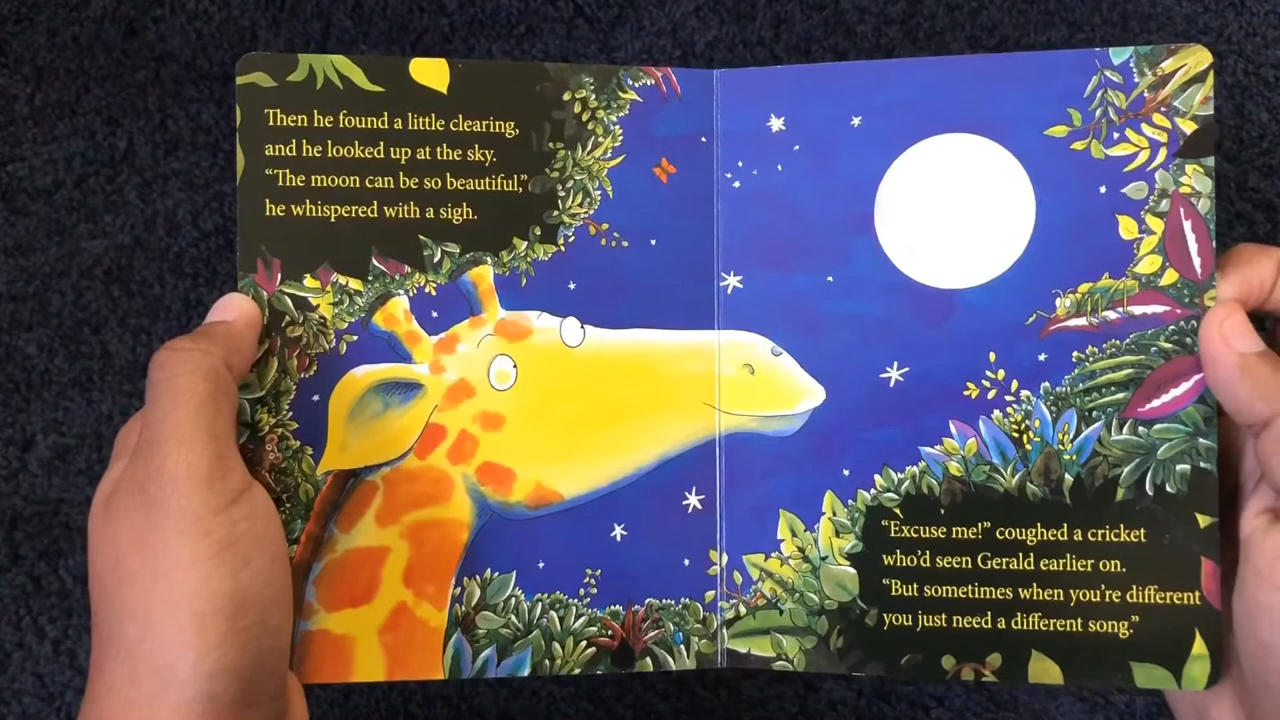 Then he found a little clearing,
and he looked up at the sky.
“The moon can be so beautiful,”
he whispered with a sigh.
“Excuse me!” coughed a cricket
who’d seen Gerald earlier on.
“But sometimes when you’re different
you just need a different song.”